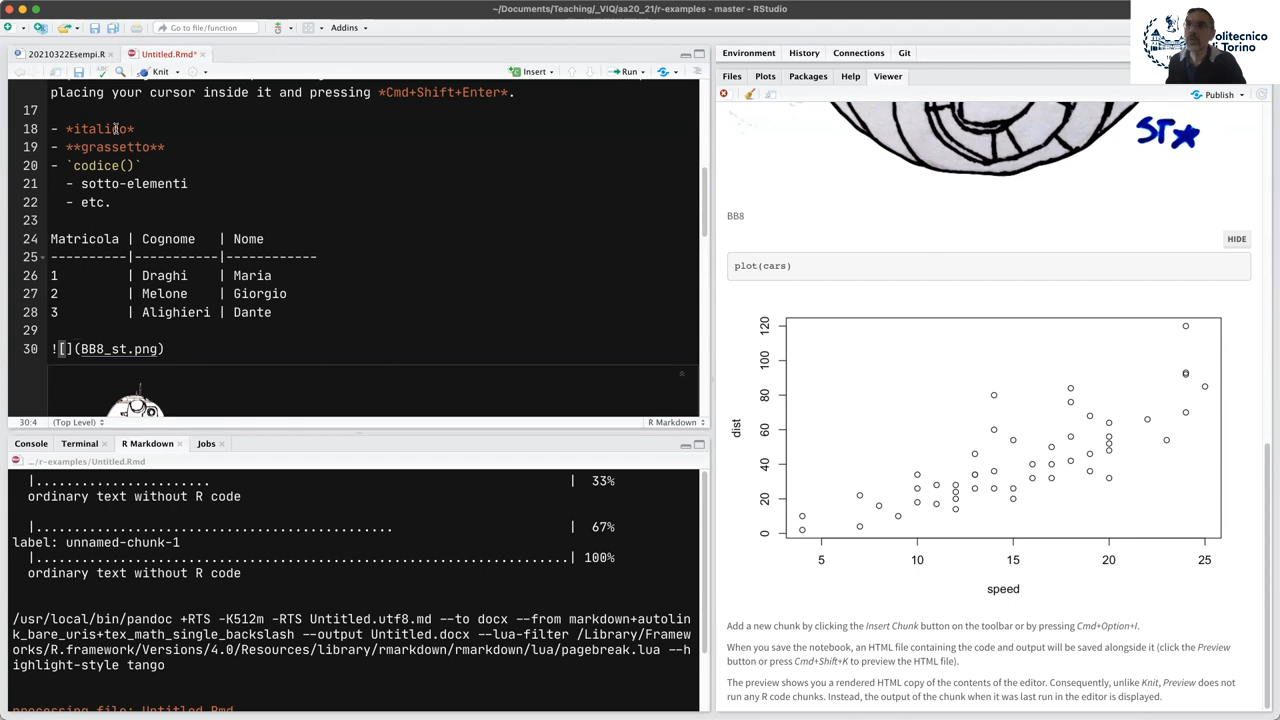 ~/Documents/Teaching/_VIQ/aa20_21/r-examples - master - RStudio
Go to file/function
Addins
20210322Esempi.R
Untitled.Rmd*
Knit
Insert
Run
placing your cursor inside it and pressing *Cmd+Shift+Enter*.
17
18 - *italico*
19 - **grassetto**
20 - `codice()`
21 - sotto-elementi
22 - etc.
23
24 Matricola | Cognome | Nome
25 ----------|-----------|------------
26 1 | Draghi | Maria
27 2 | Melone | Giorgio
28 3 | Alighieri | Dante
29
30 ![](BB8_st.png)
30:4 (Top Level) R Markdown
Console Terminal R Markdown Jobs
.../r-examples/Untitled.Rmd
|...................... | 33%
ordinary text without R code
|........................................... | 67%
label: unnamed-chunk-1
|.................................................................| 100%
ordinary text without R code
/usr/local/bin/pandoc +RTS -K512m -RTS Untitled.utf8.md --to docx --from markdown+autolin
k_bare_uris+tex_math_single_backslash --output Untitled.docx --lua-filter /Library/Framew
orks/R.framework/Versions/4.0/Resources/library/rmarkdown/rmarkdown/lua/pagebreak.lua --h
ighlight-style tango
processing file: Untitled.Rmd
Politecnico
di Torino
Environment History Connections Git
Files Plots Packages Help Viewer
Publish
ST★
BB8
HIDE
plot(cars)
dist
120
100
80
60
40
20
0
5 10 15 20 25
speed
Add a new chunk by clicking the Insert Chunk button on the toolbar or by pressing Cmd+Option+I.
When you save the notebook, an HTML file containing the code and output will be saved alongside it (click the Preview
button or press Cmd+Shift+K to preview the HTML file).
The preview shows you a rendered HTML copy of the contents of the editor. Consequently, unlike Knit, Preview does not
run any R code chunks. Instead, the output of the chunk when it was last run in the editor is displayed.